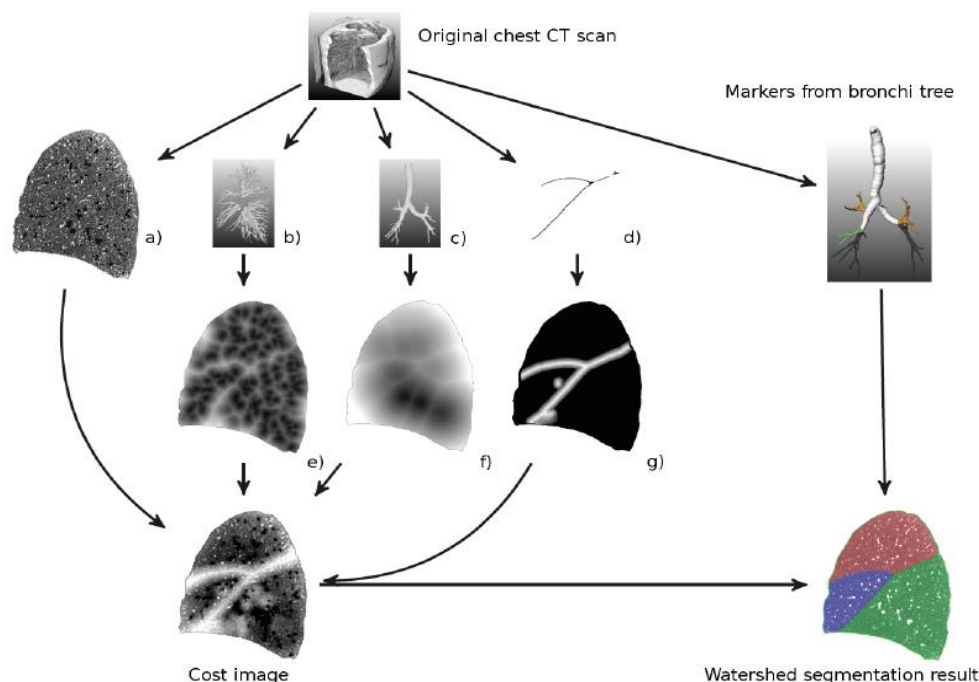 Original chest CT scan
Markers from bronchi tree
a)
b)
c)
d)
e)
f)
g)
Cost image
Watershed segmentation result